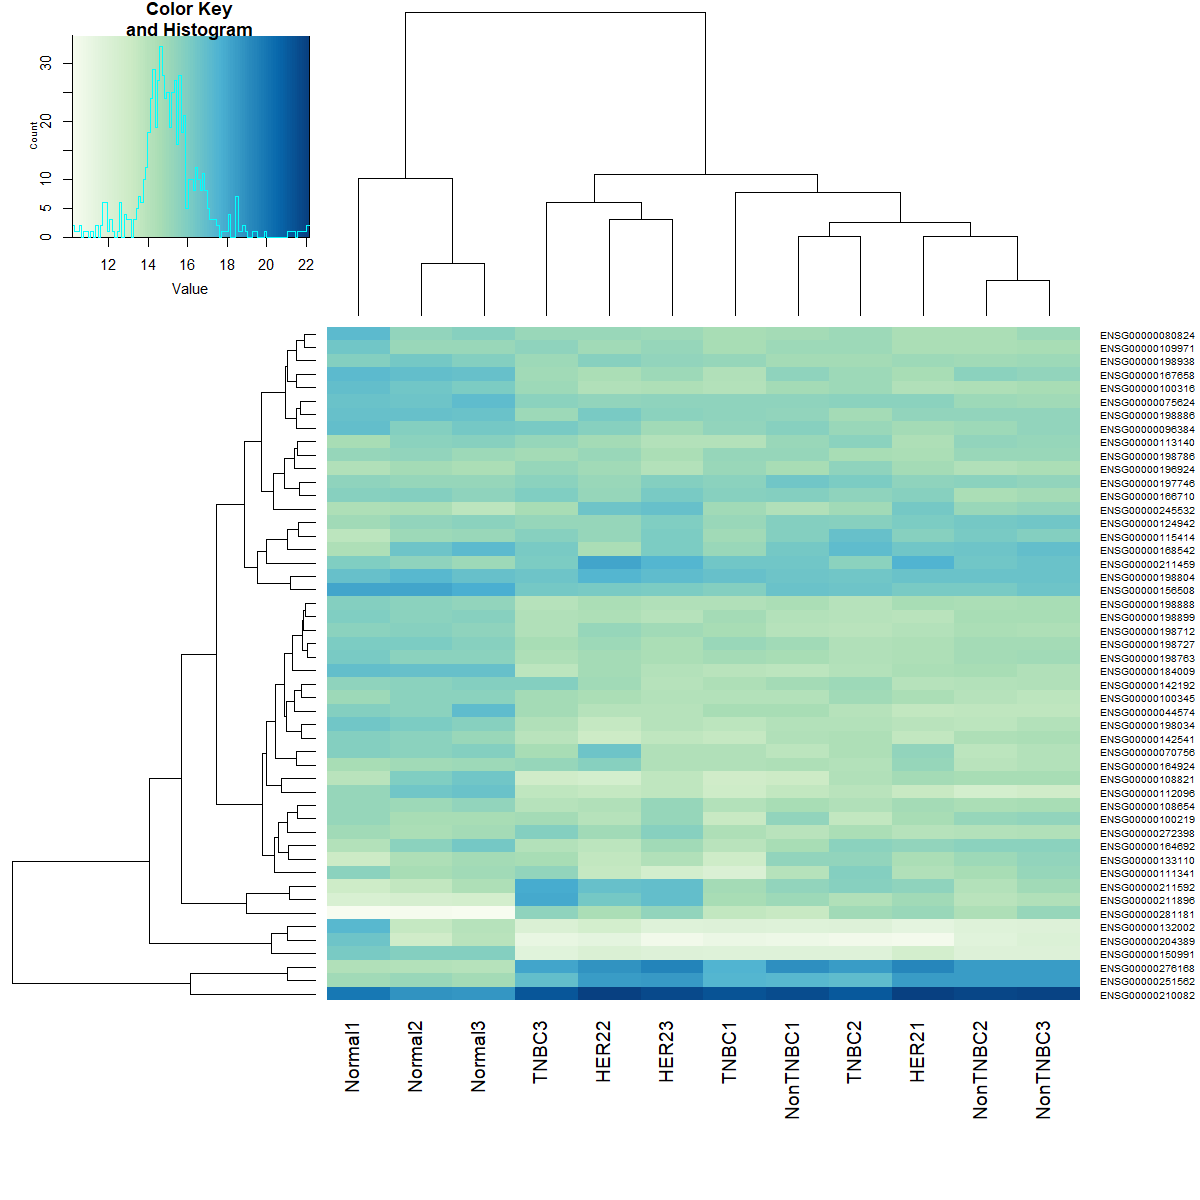 Color Key
and Histogram
Count
0
5
10
20
30
12
14
16
18
20
22
Value
ENSG00000080824
ENSG00000109971
ENSG00000198938
ENSG00000167658
ENSG00000100316
ENSG00000075624
ENSG00000198886
ENSG00000096384
ENSG00000113140
ENSG00000198786
ENSG00000196924
ENSG00000197746
ENSG00000166710
ENSG00000245532
ENSG00000124942
ENSG00000115414
ENSG00000168542
ENSG00000211459
ENSG00000198804
ENSG00000156508
ENSG00000198888
ENSG00000198899
ENSG00000198712
ENSG00000198727
ENSG00000198763
ENSG00000184009
ENSG00000142192
ENSG00000100345
ENSG00000044574
ENSG00000198034
ENSG00000142541
ENSG00000070756
ENSG00000164924
ENSG00000108821
ENSG00000112096
ENSG00000108654
ENSG00000100219
ENSG00000272398
ENSG00000164692
ENSG00000133110
ENSG00000111341
ENSG00000211592
ENSG00000211896
ENSG00000281181
ENSG00000132002
ENSG00000204389
ENSG00000150991
ENSG00000276168
ENSG00000251562
ENSG00000210082
Normal1
Normal2
Normal3
TNBC3
HER22
HER23
TNBC1
NonTNBC1
TNBC2
HER21
NonTNBC2
NonTNBC3